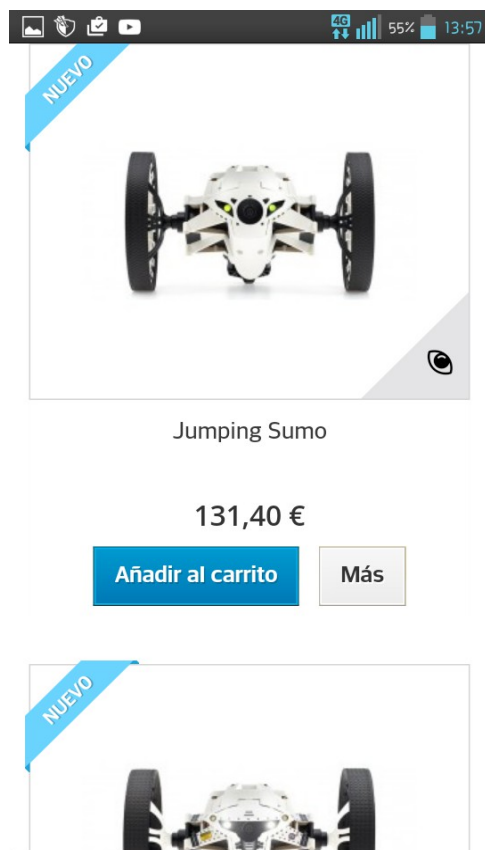 4G 55% 13:57
NUEVO
Jumping Sumo
131,40 €
Añadir al carrito Más
NUEVO